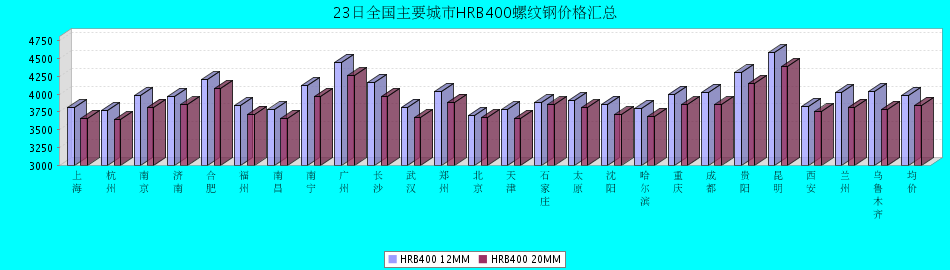 23日全国主要城市HRB400螺纹钢价格汇总
4750
4500
4250
4000
3750
3500
3250
3000
上海
杭州
南京
济南
合肥
福州
南昌
南宁
广州
长沙
武汉
郑州
北京
天津
石家庄
太原
沈阳
哈尔滨
重庆
成都
贵阳
昆明
西安
兰州
乌鲁木齐
均价
HRB400 12MM HRB400 20MM